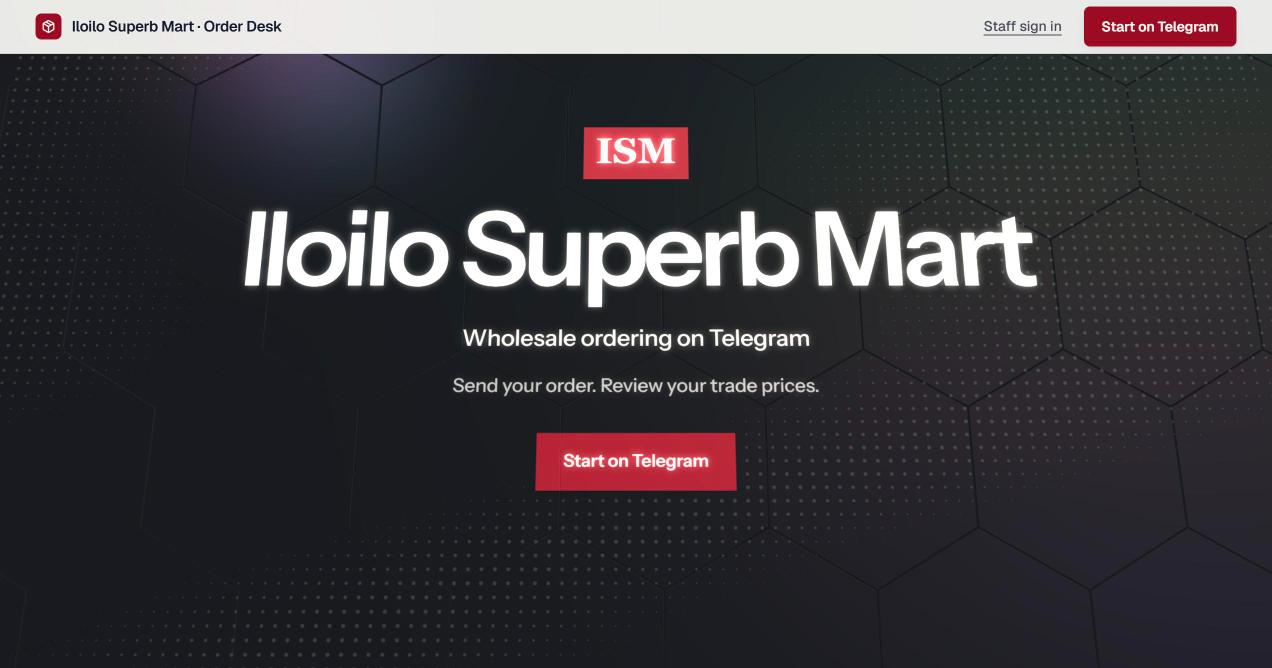 Iloilo Superb Mart · Order Desk
Staff sign in
Start on Telegram
ISM
Iloilo Superb Mart
Wholesale ordering on Telegram
Send your order. Review your trade prices.
Start on Telegram